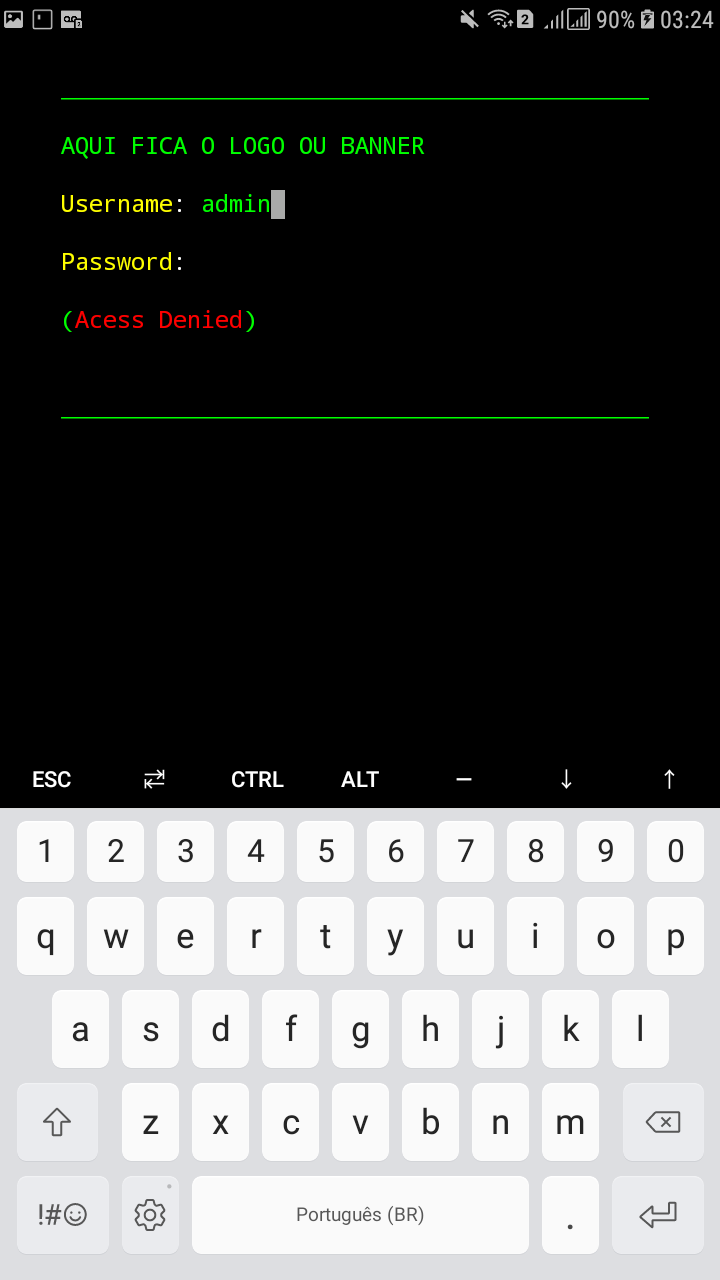 2 90% 03:24
AQUI FICA O LOGO OU BANNER
Username: admin
Password:
(Acess Denied)
ESC CTRL ALT
1 2 3 4 5 6 7 8 9 0
q w e r t y u i o p
a s d f g h j k l
z x c v b n m
!#☺ Português (BR) .